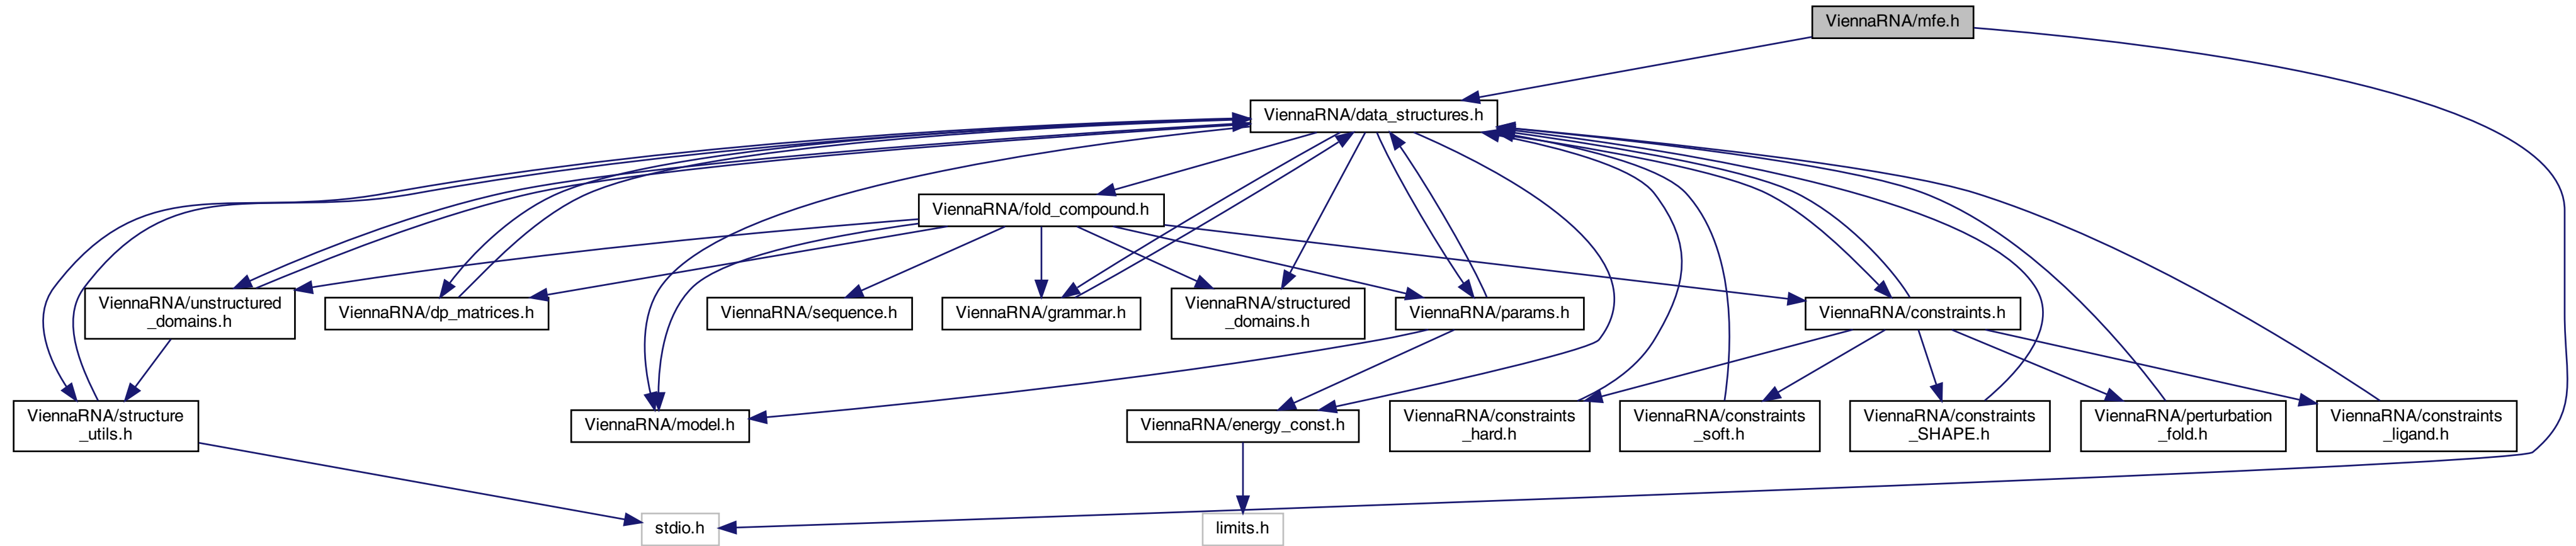 ViennaRNA/mfe.h
ViennaRNA/data_structures.h
ViennaRNA/fold_compound.h
ViennaRNA/unstructured
_domains.h
ViennaRNA/dp_matrices.h
ViennaRNA/sequence.h
ViennaRNA/grammar.h
ViennaRNA/structured
_domains.h
ViennaRNA/params.h
ViennaRNA/constraints.h
ViennaRNA/structure
_utils.h
ViennaRNA/model.h
ViennaRNA/energy_const.h
ViennaRNA/constraints
_hard.h
ViennaRNA/constraints
_soft.h
ViennaRNA/constraints
_SHAPE.h
ViennaRNA/perturbation
_fold.h
ViennaRNA/constraints
_ligand.h
stdio.h
limits.h